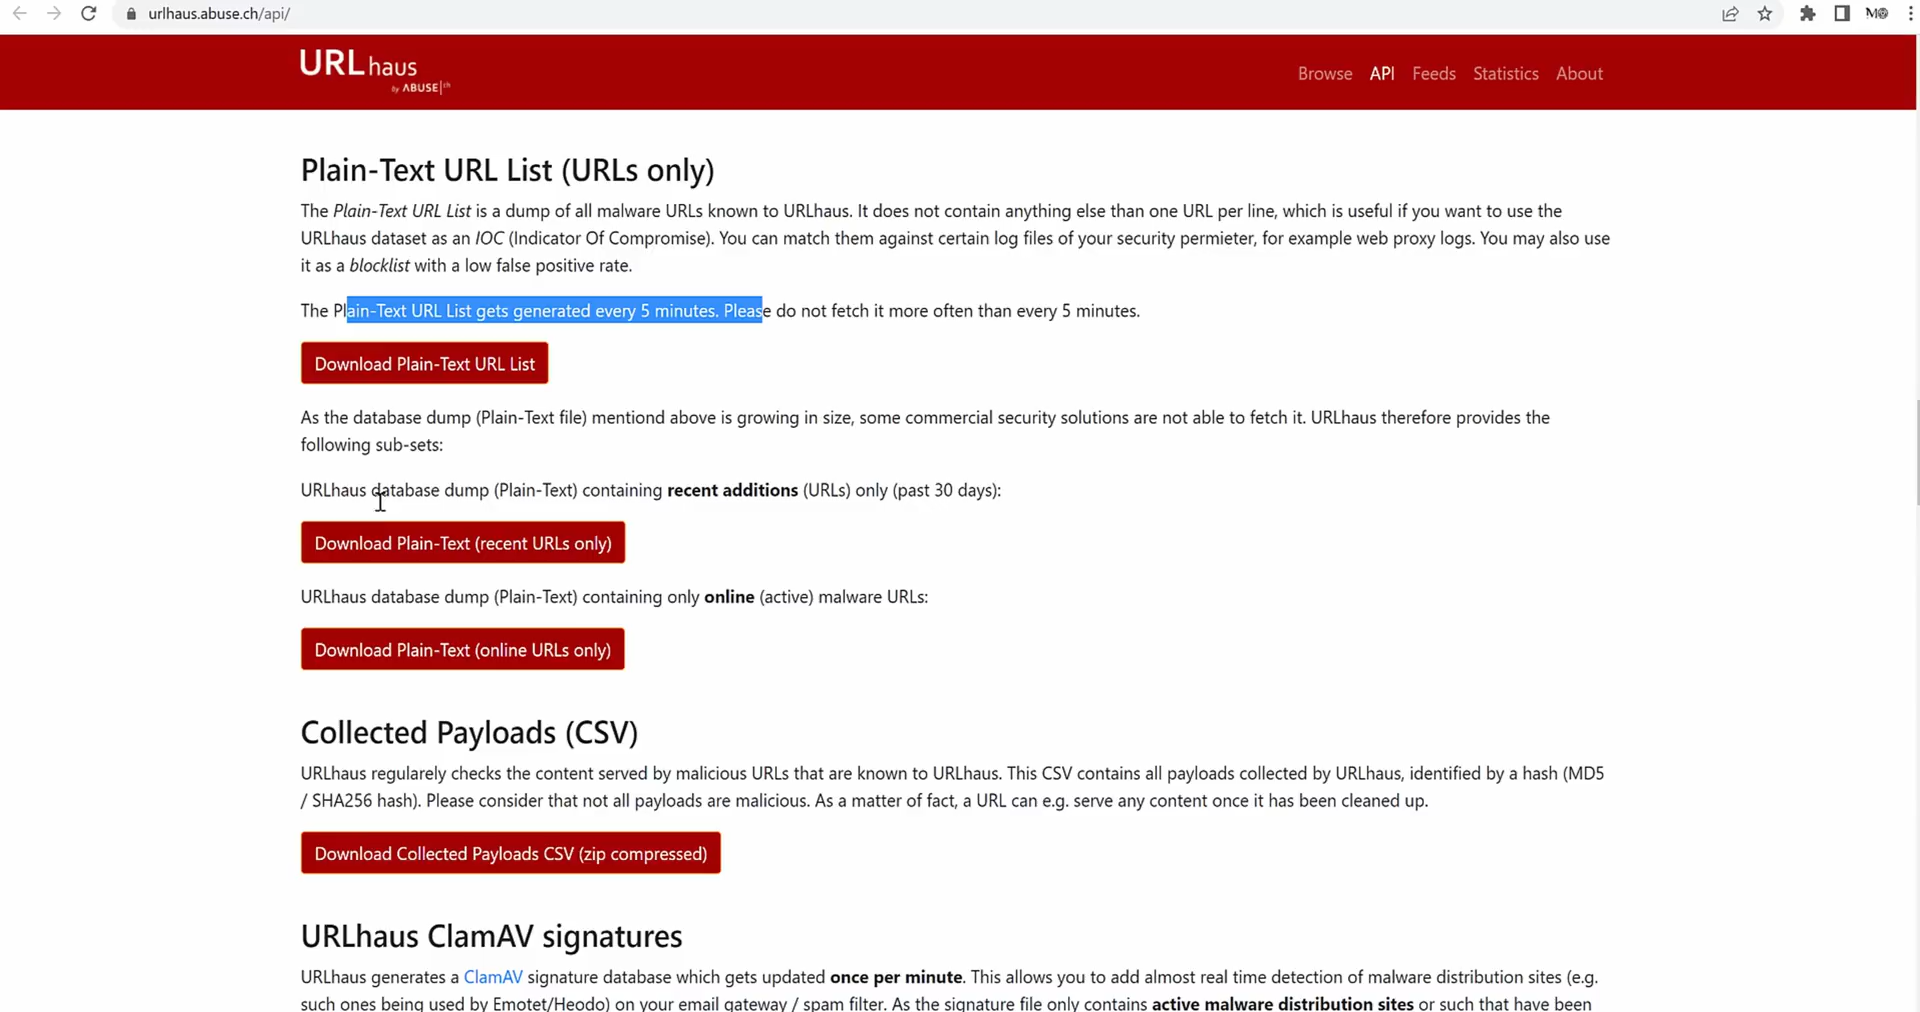 urlhaus.abuse.ch/api/
URLhaus
by ABUSE|ch
Browse API Feeds Statistics About
Plain-Text URL List (URLs only)
The Plain-Text URL List is a dump of all malware URLs known to URLhaus. It does not contain anything else than one URL per line, which is useful if you want to use the
URLhaus dataset as an IOC (Indicator Of Compromise). You can match them against certain log files of your security permieter, for example web proxy logs. You may also use
it as a blocklist with a low false positive rate.
The Plain-Text URL List gets generated every 5 minutes. Please do not fetch it more often than every 5 minutes.
Download Plain-Text URL List
As the database dump (Plain-Text file) mentiond above is growing in size, some commercial security solutions are not able to fetch it. URLhaus therefore provides the
following sub-sets:
URLhaus database dump (Plain-Text) containing recent additions (URLs) only (past 30 days):
Download Plain-Text (recent URLs only)
URLhaus database dump (Plain-Text) containing only online (active) malware URLs:
Download Plain-Text (online URLs only)
Collected Payloads (CSV)
URLhaus regularely checks the content served by malicious URLs that are known to URLhaus. This CSV contains all payloads collected by URLhaus, identified by a hash (MD5
/ SHA256 hash). Please consider that not all payloads are malicious. As a matter of fact, a URL can e.g. serve any content once it has been cleaned up.
Download Collected Payloads CSV (zip compressed)
URLhaus ClamAV signatures
URLhaus generates a ClamAV signature database which gets updated once per minute. This allows you to add almost real time detection of malware distribution sites (e.g.
such ones being used by Emotet/Heodo) on your email gateway / spam filter. As the signature file only contains active malware distribution sites or such that have been